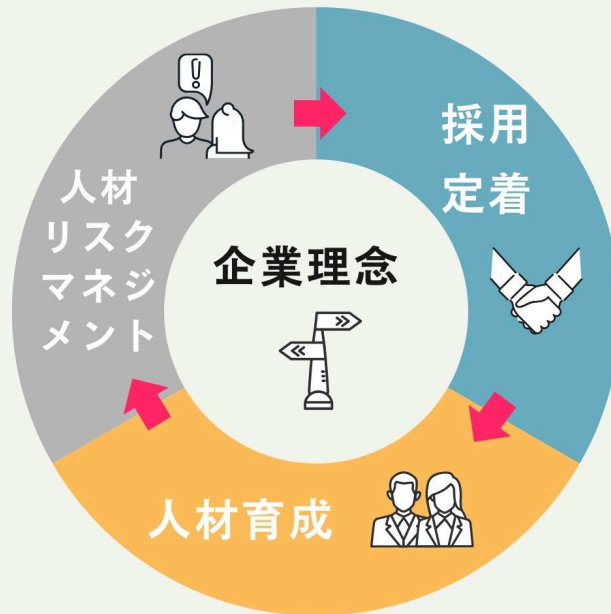 採用
定着
人材
リスク
マネジ
メント
企業理念
人材育成